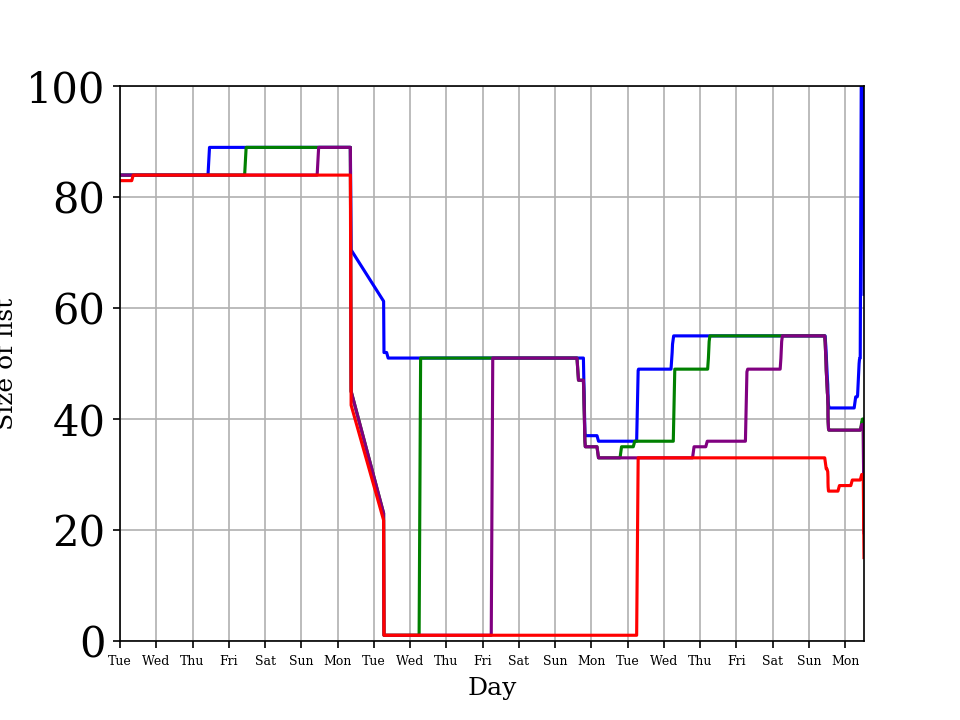 100
80
60
40
20
0
Size of list
Tue Wed Thu Fri Sat Sun Mon Tue Wed Thu Fri Sat Sun Mon Tue Wed Thu Fri Sat Sun Mon
Day